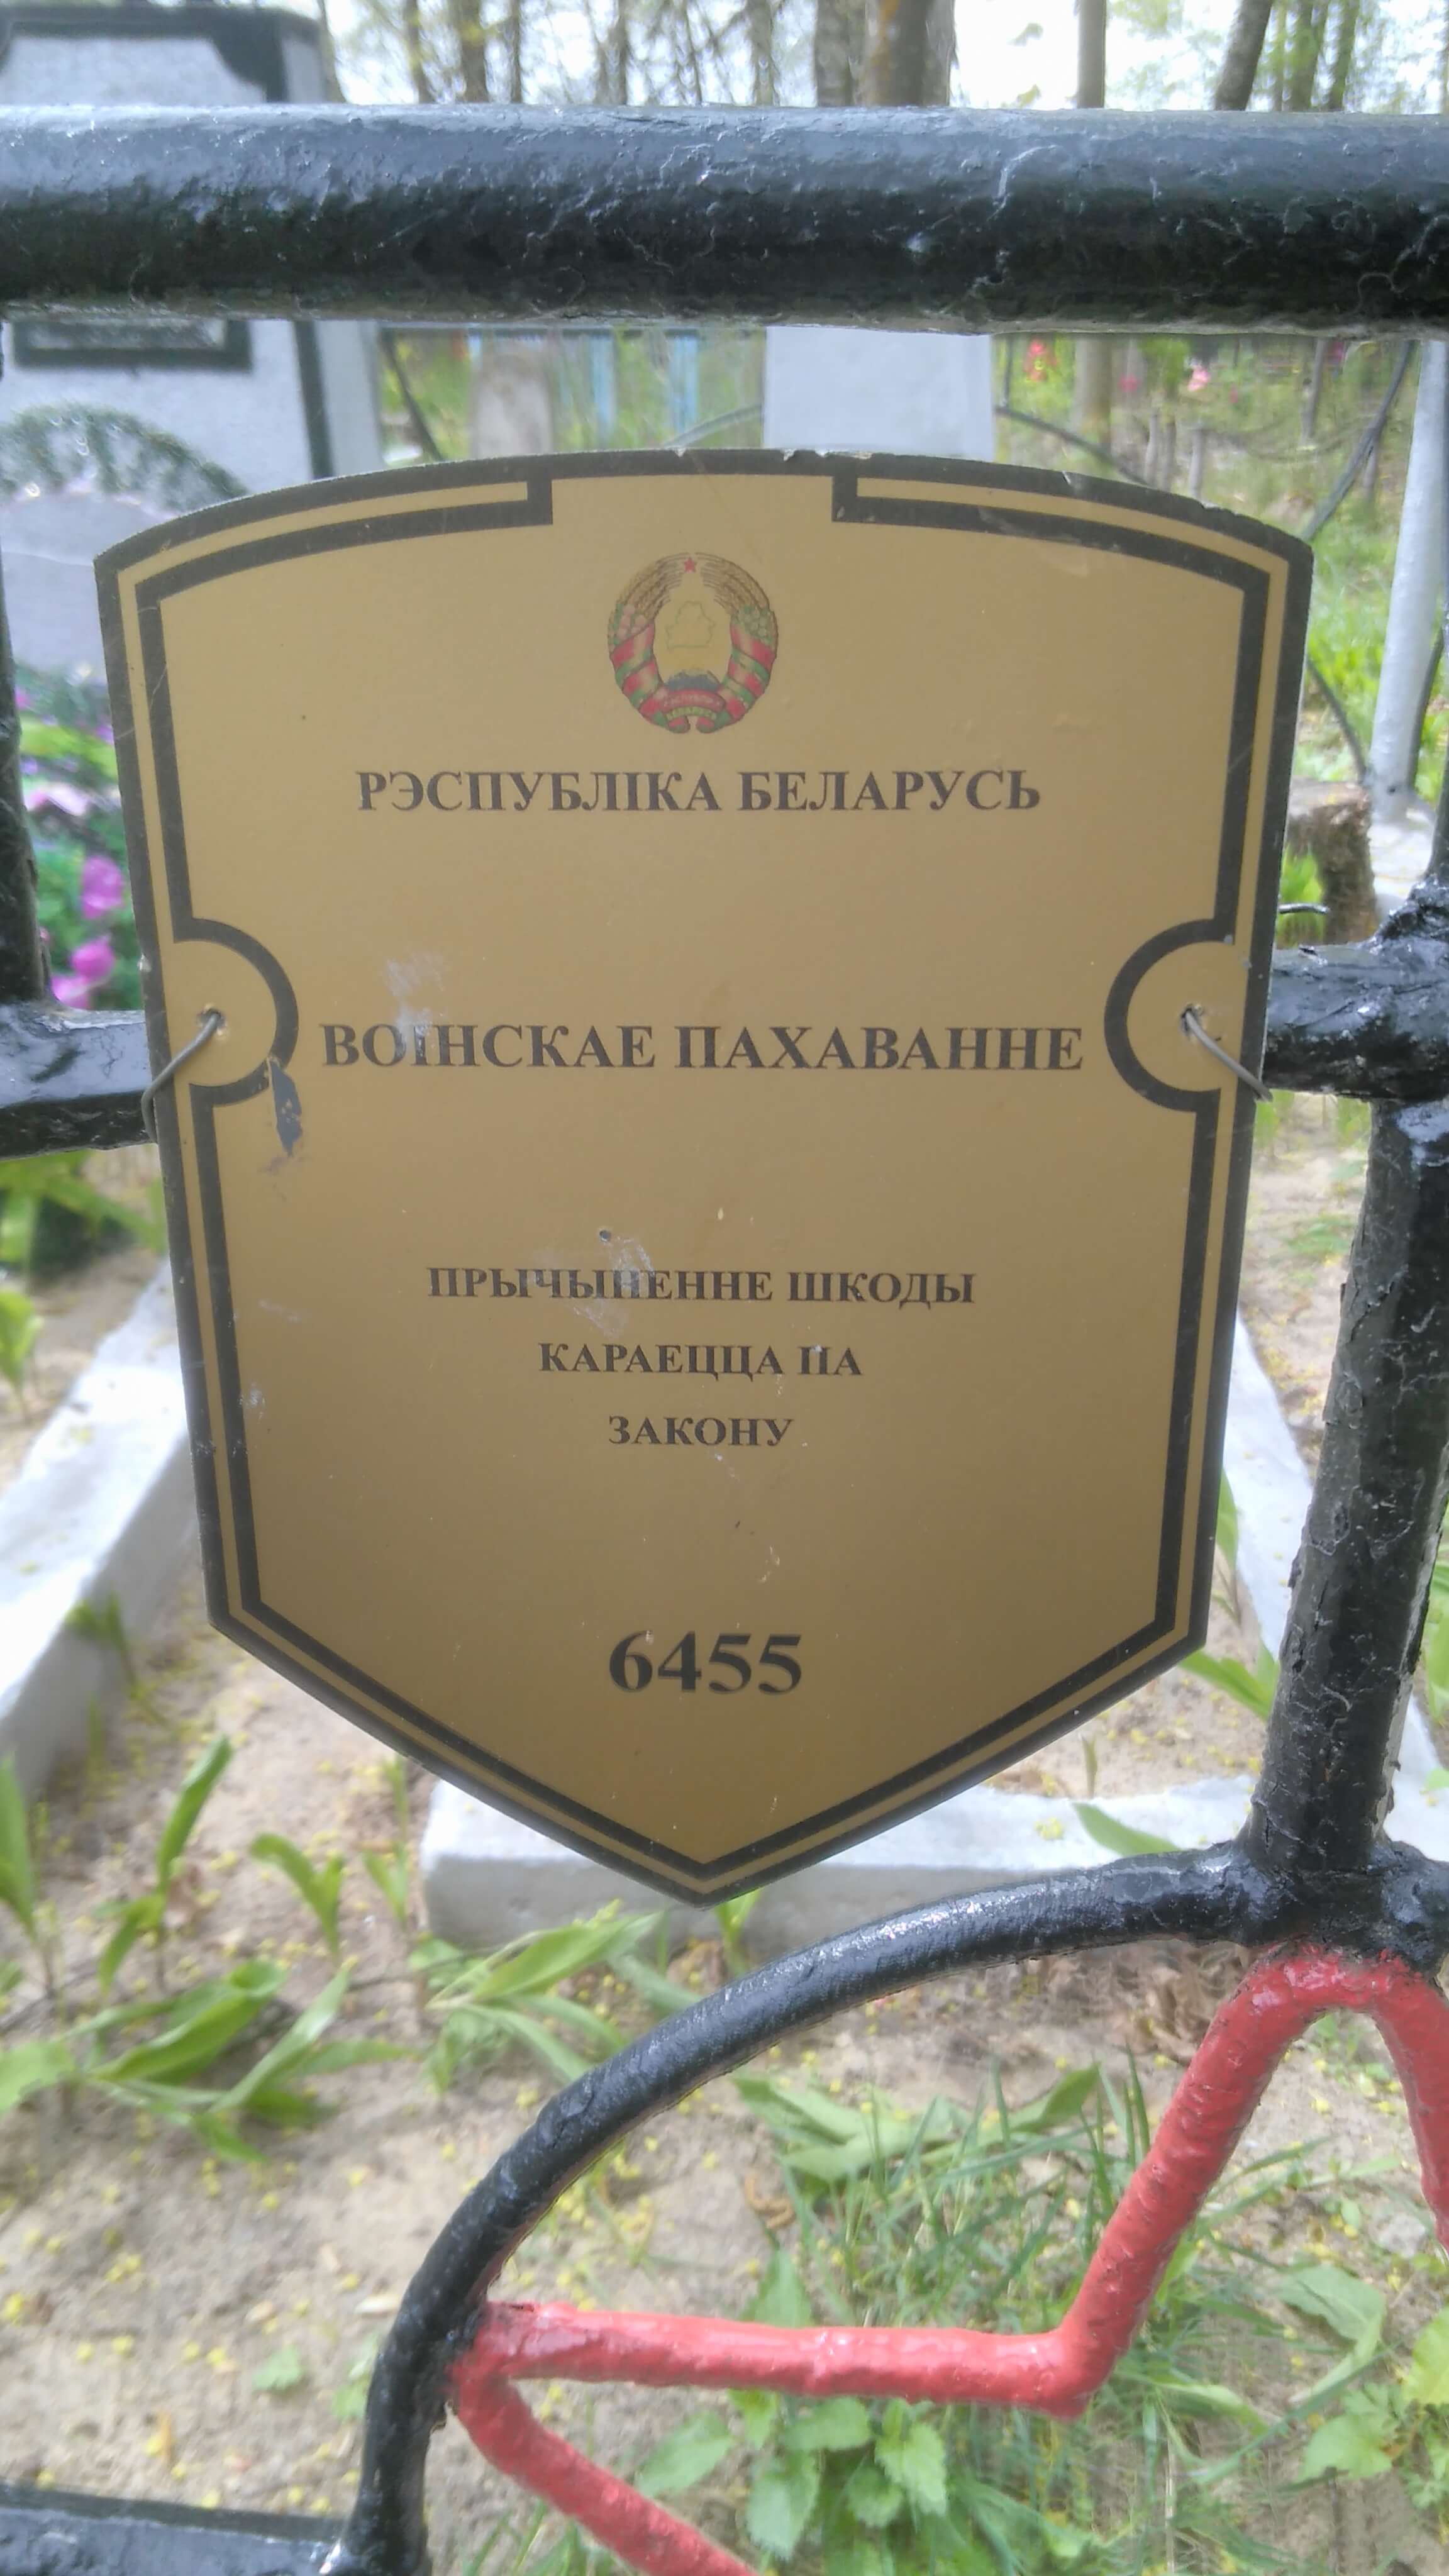 РЭСПУБЛІКА БЕЛАРУСЬ
ВОІНСКАЕ ПАХАВАННЕ
ПРЫЧЫНЕННЕ ШКОДЫ
КАРАЕЦЦА ПА
ЗАКОНУ
6455